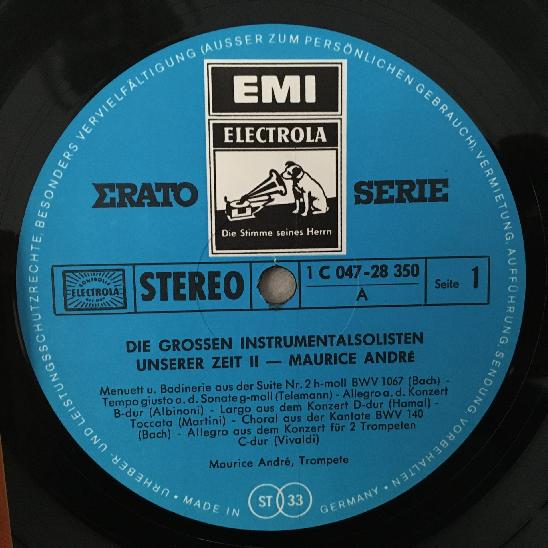 URHEBER- UND LEISTUNGSSCHUTZRECHTE, BESONDERS VERVIELFÄLTIGUNG (AUSSER ZUM PERSÖNLICHEN GEBRAUCH), VERMIETUNG, AUFFÜHRUNG, SENDUNG VORBEHALTEN
EMI
ELECTROLA
ΣRATO SERIE
Die Stimme seines Herrn
ELECTROLA
STEREO
1 C 047-28 350
A
Seite 1
DIE GROSSEN INSTRUMENTALSOLISTEN
UNSERER ZEIT II — MAURICE ANDRÉ
Menuett u. Badinerie aus der Suite Nr. 2 h-moll BWV 1067 (Bach) -
Tempo giusto a. d. Sonate g-moll (Telemann) - Allegro a. d. Konzert
B-dur (Albinoni) - Largo aus dem Konzert D-dur (Hamal) -
Toccata (Martini) - Choral aus der Kantate BWV 140
(Bach) - Allegro aus dem Konzert für 2 Trompeten
C-dur (Vivaldi)
Maurice André, Trompete
• MADE IN GERMANY •
ST 33